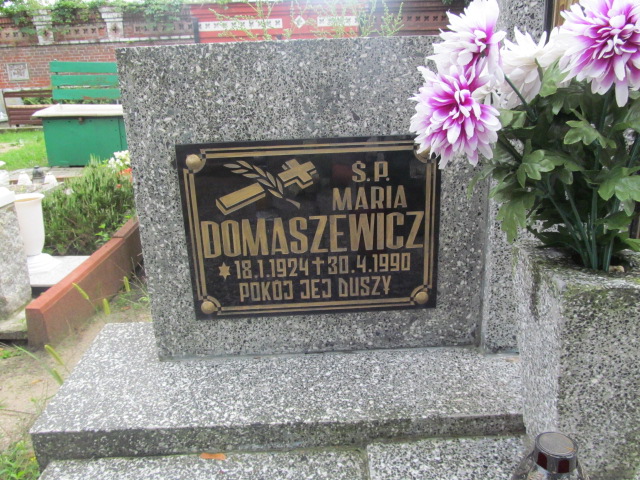 Ś.P.
MARIA
DOMASZEWICZ
* 18.1.1924 † 30.4.1990
POKÓJ JEJ DUSZY